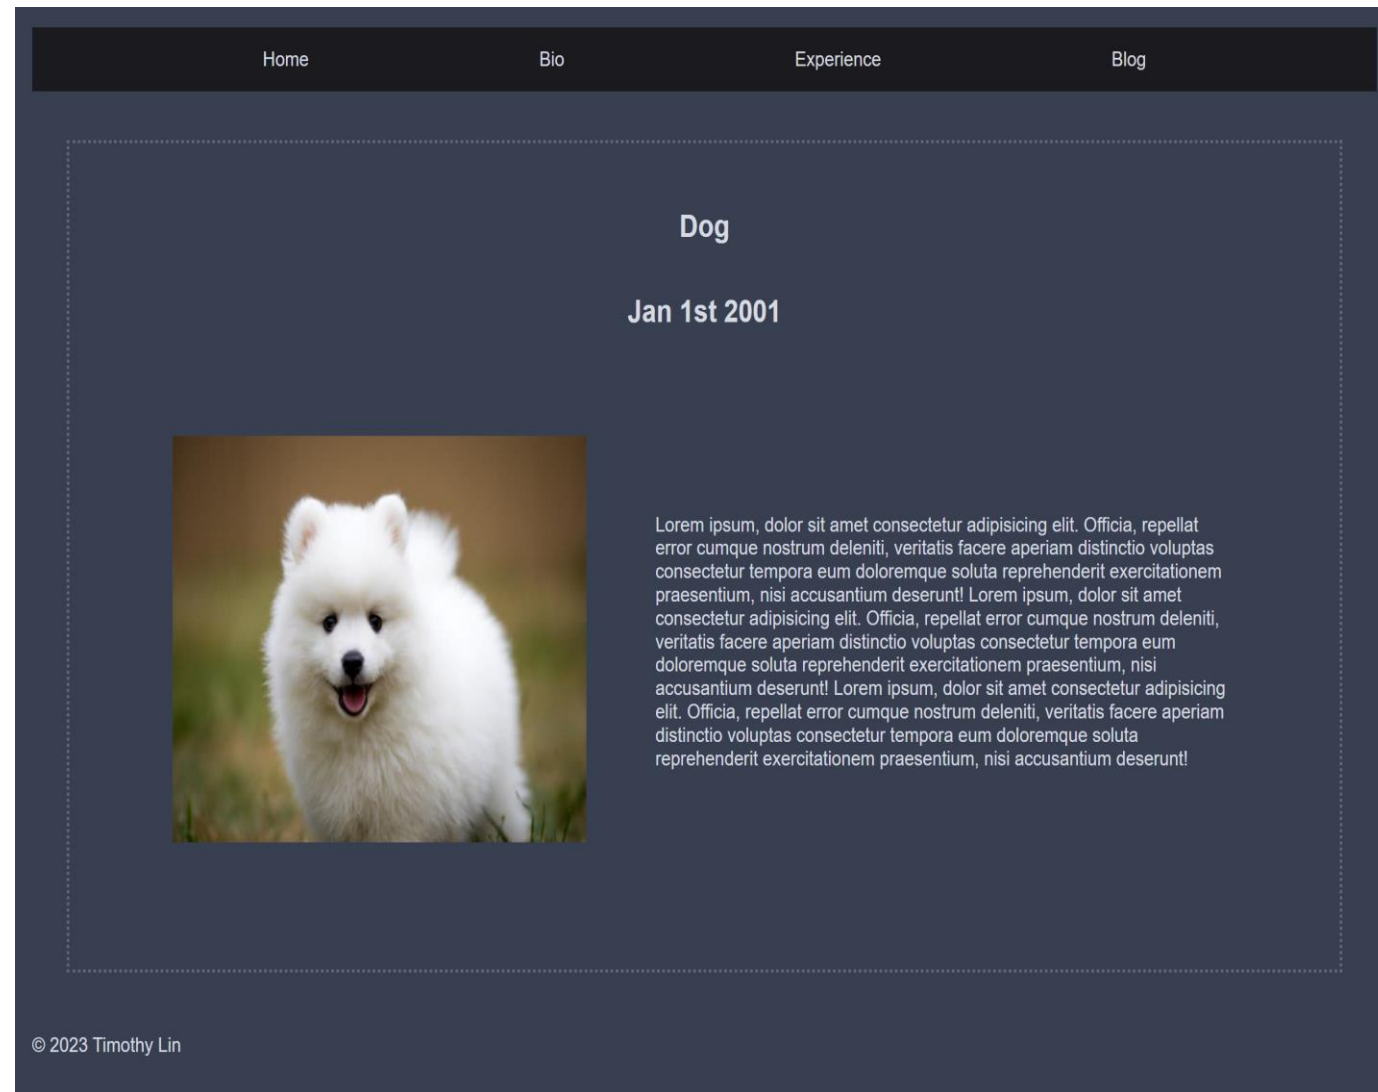 Home Bio Experience Blog
Dog
Jan 1st 2001
Lorem ipsum, dolor sit amet consectetur adipisicing elit. Officia, repellat
error cumque nostrum deleniti, veritatis facere aperiam distinctio voluptas
consectetur tempora eum doloremque soluta reprehenderit exercitationem
praesentium, nisi accusantium deserunt! Lorem ipsum, dolor sit amet
consectetur adipisicing elit. Officia, repellat error cumque nostrum deleniti,
veritatis facere aperiam distinctio voluptas consectetur tempora eum
doloremque soluta reprehenderit exercitationem praesentium, nisi
accusantium deserunt! Lorem ipsum, dolor sit amet consectetur adipisicing
elit. Officia, repellat error cumque nostrum deleniti, veritatis facere aperiam
distinctio voluptas consectetur tempora eum doloremque soluta
reprehenderit exercitationem praesentium, nisi accusantium deserunt!
© 2023 Timothy Lin